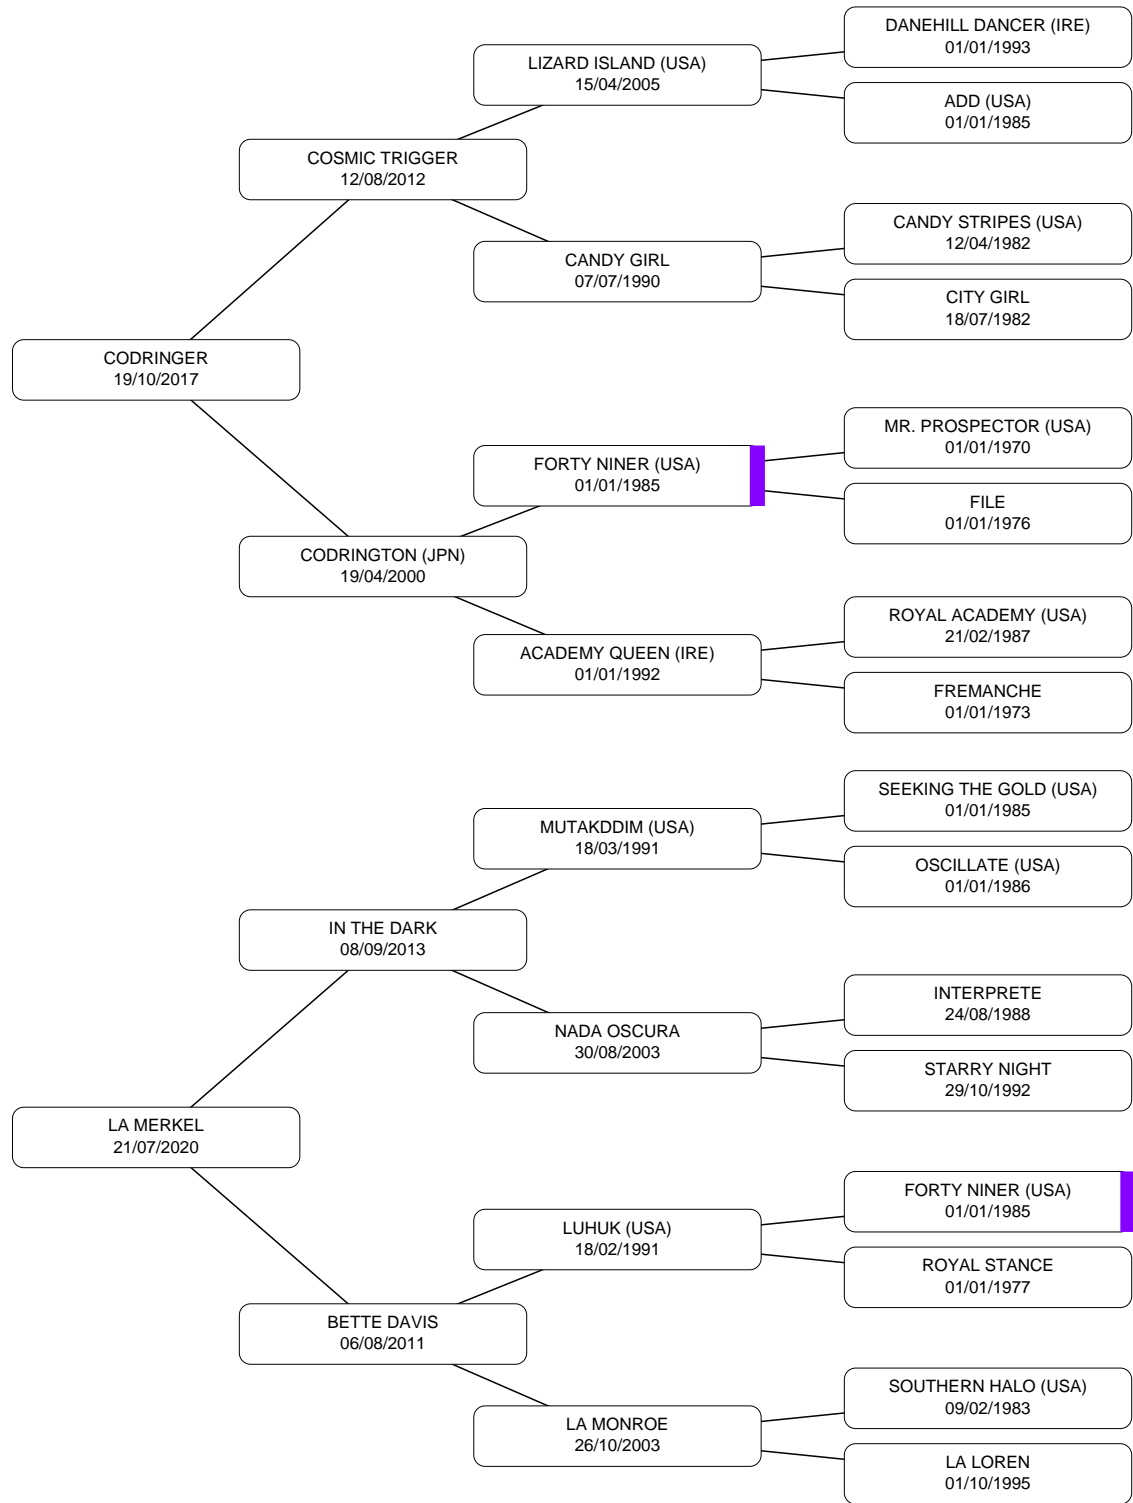 DANEHILL DANCER (IRE)
01/01/1993
LIZARD ISLAND (USA)
15/04/2005
ADD (USA)
01/01/1985
COSMIC TRIGGER
12/08/2012
CANDY STRIPES (USA)
12/04/1982
CANDY GIRL
07/07/1990
CITY GIRL
18/07/1982
CODRINGER
19/10/2017
MR. PROSPECTOR (USA)
01/01/1970
FORTY NINER (USA)
01/01/1985
FILE
01/01/1976
CODRINGTON (JPN)
19/04/2000
ROYAL ACADEMY (USA)
21/02/1987
ACADEMY QUEEN (IRE)
01/01/1992
FREMANCHE
01/01/1973
SEEKING THE GOLD (USA)
01/01/1985
MUTAKDDIM (USA)
18/03/1991
OSCILLATE (USA)
01/01/1986
IN THE DARK
08/09/2013
INTERPRETE
24/08/1988
NADA OSCURA
30/08/2003
STARRY NIGHT
29/10/1992
LA MERKEL
21/07/2020
FORTY NINER (USA)
01/01/1985
LUHUK (USA)
18/02/1991
ROYAL STANCE
01/01/1977
BETTE DAVIS
06/08/2011
SOUTHERN HALO (USA)
09/02/1983
LA MONROE
26/10/2003
LA LOREN
01/10/1995